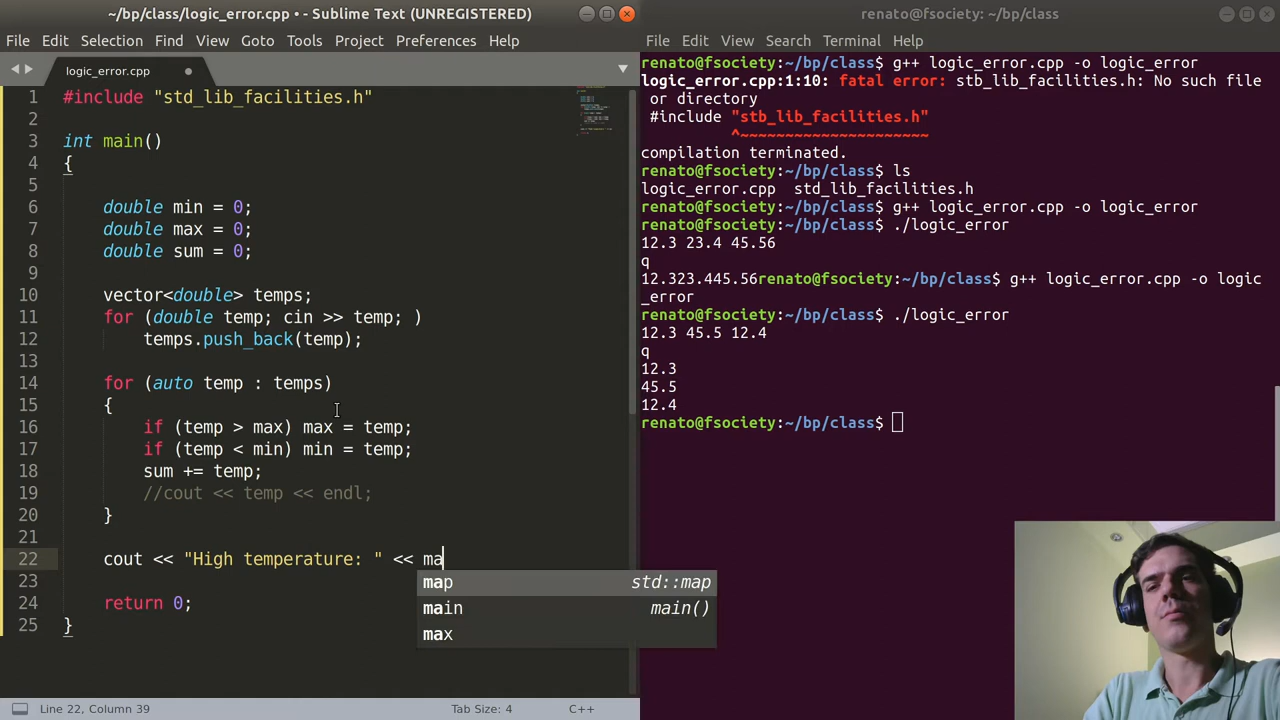 ~/bp/class/logic_error.cpp • - Sublime Text (UNREGISTERED)
File Edit Selection Find View Goto Tools Project Preferences Help
logic_error.cpp
1 #include "std_lib_facilities.h"
2
3 int main()
4 {
5
6 double min = 0;
7 double max = 0;
8 double sum = 0;
9
10 vector<double> temps;
11 for (double temp; cin >> temp; )
12 temps.push_back(temp);
13
14 for (auto temp : temps)
15 {
16 if (temp > max) max = temp;
17 if (temp < min) min = temp;
18 sum += temp;
19 //cout << temp << endl;
20 }
21
22 cout << "High temperature: " << ma
map std::map
main main()
max
23
24 return 0;
25 }
Line 22, Column 39 Tab Size: 4 C++
renato@fsociety: ~/bp/class
File Edit View Search Terminal Help
renato@fsociety:~/bp/class$ g++ logic_error.cpp -o logic_error
logic_error.cpp:1:10: fatal error: stb_lib_facilities.h: No such file
or directory
#include "stb_lib_facilities.h"
^~~~~~~~~~~~~~~~~~~~~~
compilation terminated.
renato@fsociety:~/bp/class$ ls
logic_error.cpp std_lib_facilities.h
renato@fsociety:~/bp/class$ g++ logic_error.cpp -o logic_error
renato@fsociety:~/bp/class$ ./logic_error
12.3 23.4 45.56
q
12.323.445.56renato@fsociety:~/bp/class$ g++ logic_error.cpp -o logic
_error
renato@fsociety:~/bp/class$ ./logic_error
12.3 45.5 12.4
q
12.3
45.5
12.4
renato@fsociety:~/bp/class$